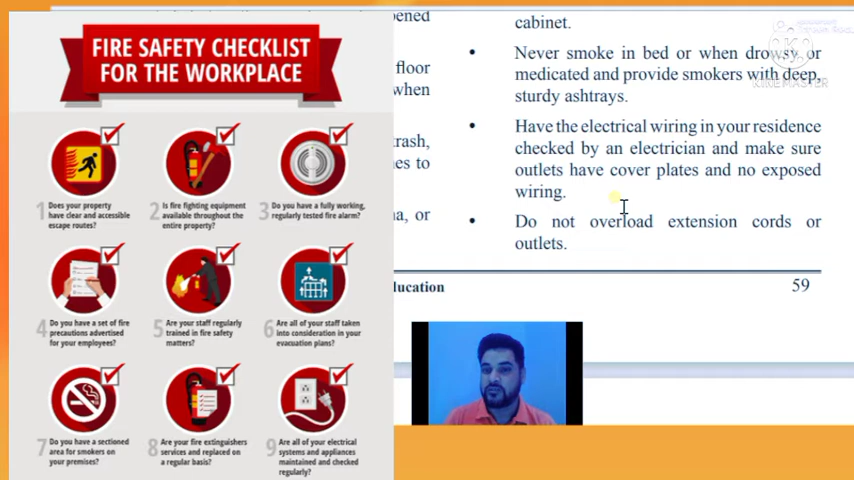 FIRE SAFETY CHECKLIST
FOR THE WORKPLACE
1 Does your property
have clear and accessible
escape routes?
2 Is fire fighting equipment
available throughout the
entire property?
3 Do you have a fully working,
regularly tested fire alarm?
4 Do you have a set of fire
precautions advertised
for your employees?
5 Are your staff regularly
trained in fire safety
matters?
6 Are all of your staff taken
into consideration in your
evacuation plans?
7 Do you have a sectioned
area for smokers on
your premises?
8 Are your fire extinguishers
services and replaced on
a regular basis?
9 Are all of your electrical
systems and appliances
maintained and checked
regularly?
floor
when
trash,
to
or
cabinet.
• Never smoke in bed or when drowsy or
medicated and provide smokers with deep,
sturdy ashtrays.
• Have the electrical wiring in your residence
checked by an electrician and make sure
outlets have cover plates and no exposed
wiring.
• Do not overload extension cords or
outlets.
59
KINEMASTER